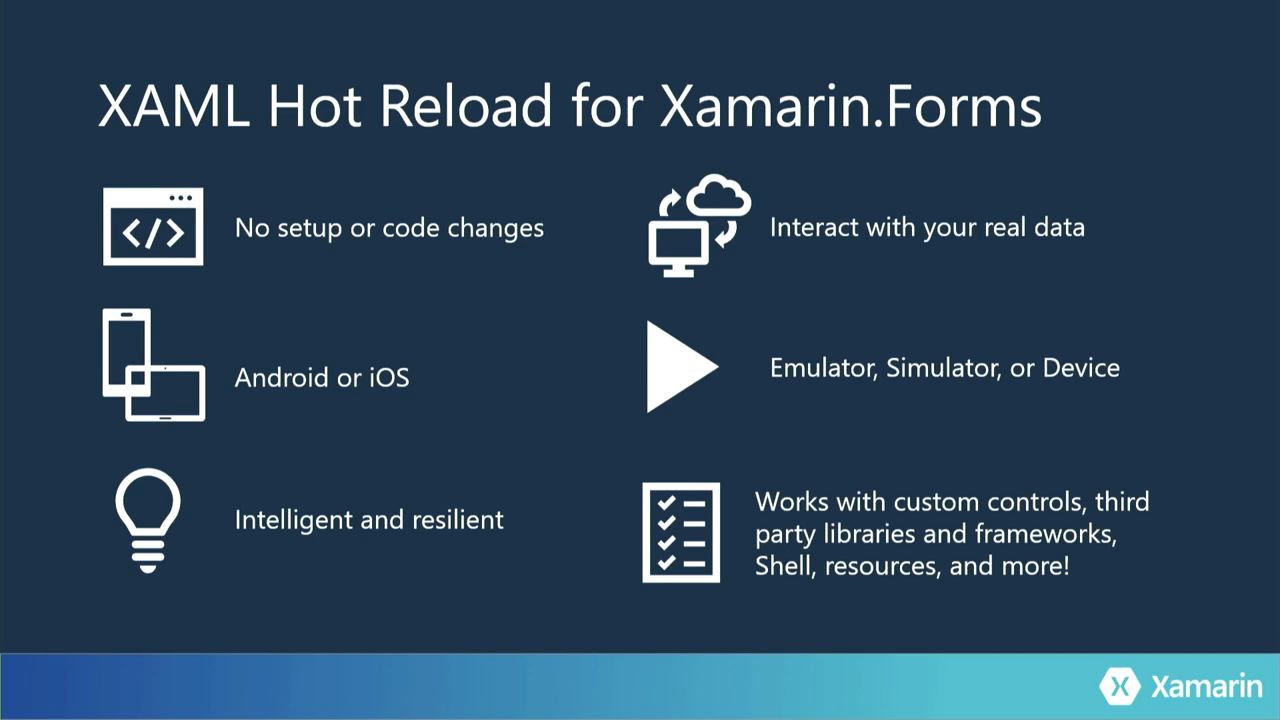 XAML Hot Reload for Xamarin.Forms
No setup or code changes
Interact with your real data
Android or iOS
Emulator, Simulator, or Device
Intelligent and resilient
Works with custom controls, third
party libraries and frameworks,
Shell, resources, and more!
Xamarin